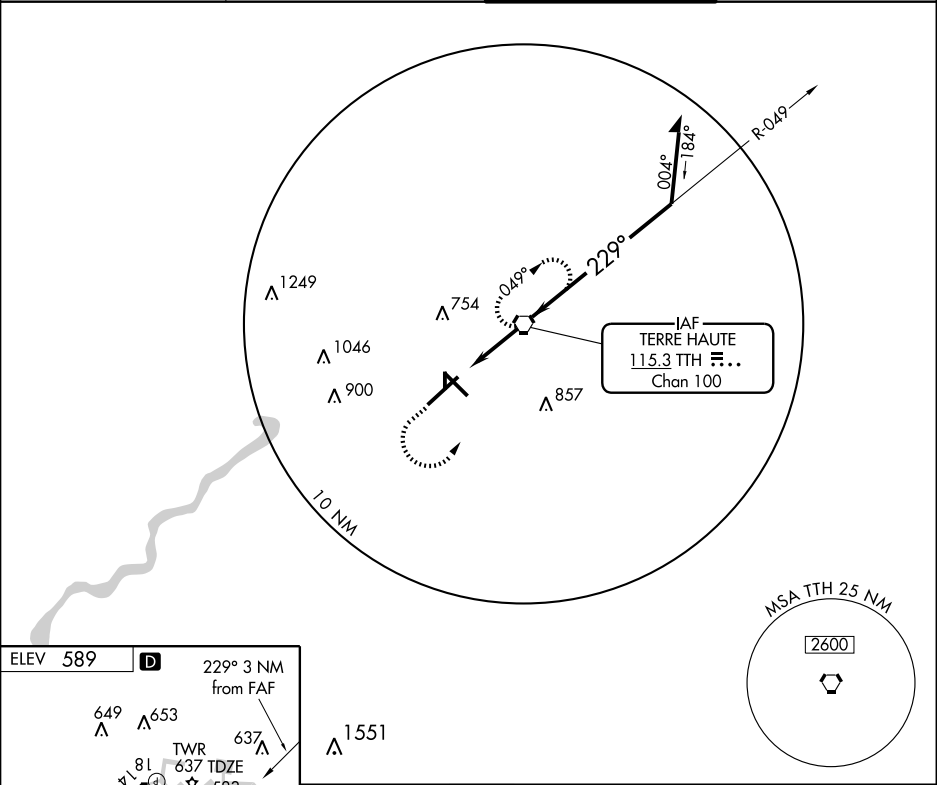 R-049
184°
004°
229°
049°
1249
754
1046
900
857
IAF
TERRE HAUTE
115.3 TTH
Chan 100
10 NM
MSA TTH 25 NM
2600
ELEV 589
D
229° 3 NM
from FAF
649
653
637
1551
TWR
637
TDZE
18
14